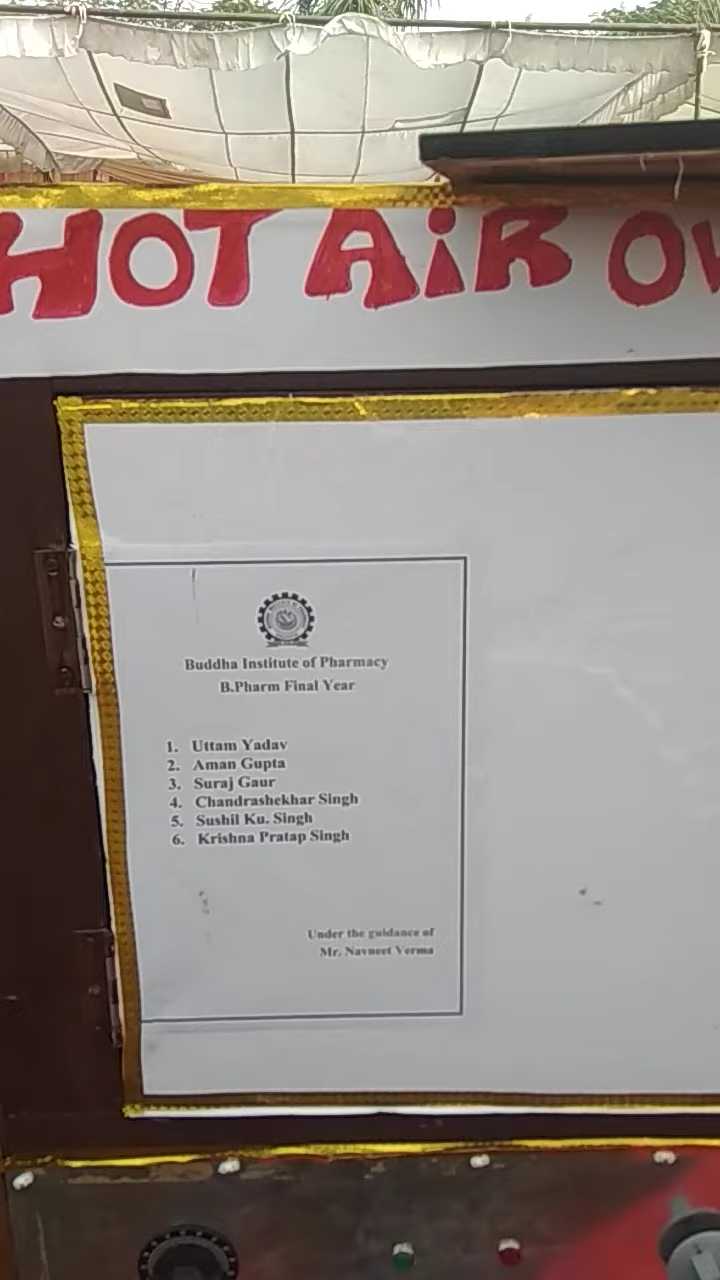 HOT AiR OV
Buddha Institute of Pharmacy
B.Pharm Final Year
1. Uttam Yadav
2. Aman Gupta
3. Suraj Gaur
4. Chandrashekhar Singh
5. Sushil Ku. Singh
6. Krishna Pratap Singh
Under the guidance of
Mr. Navneet Verma